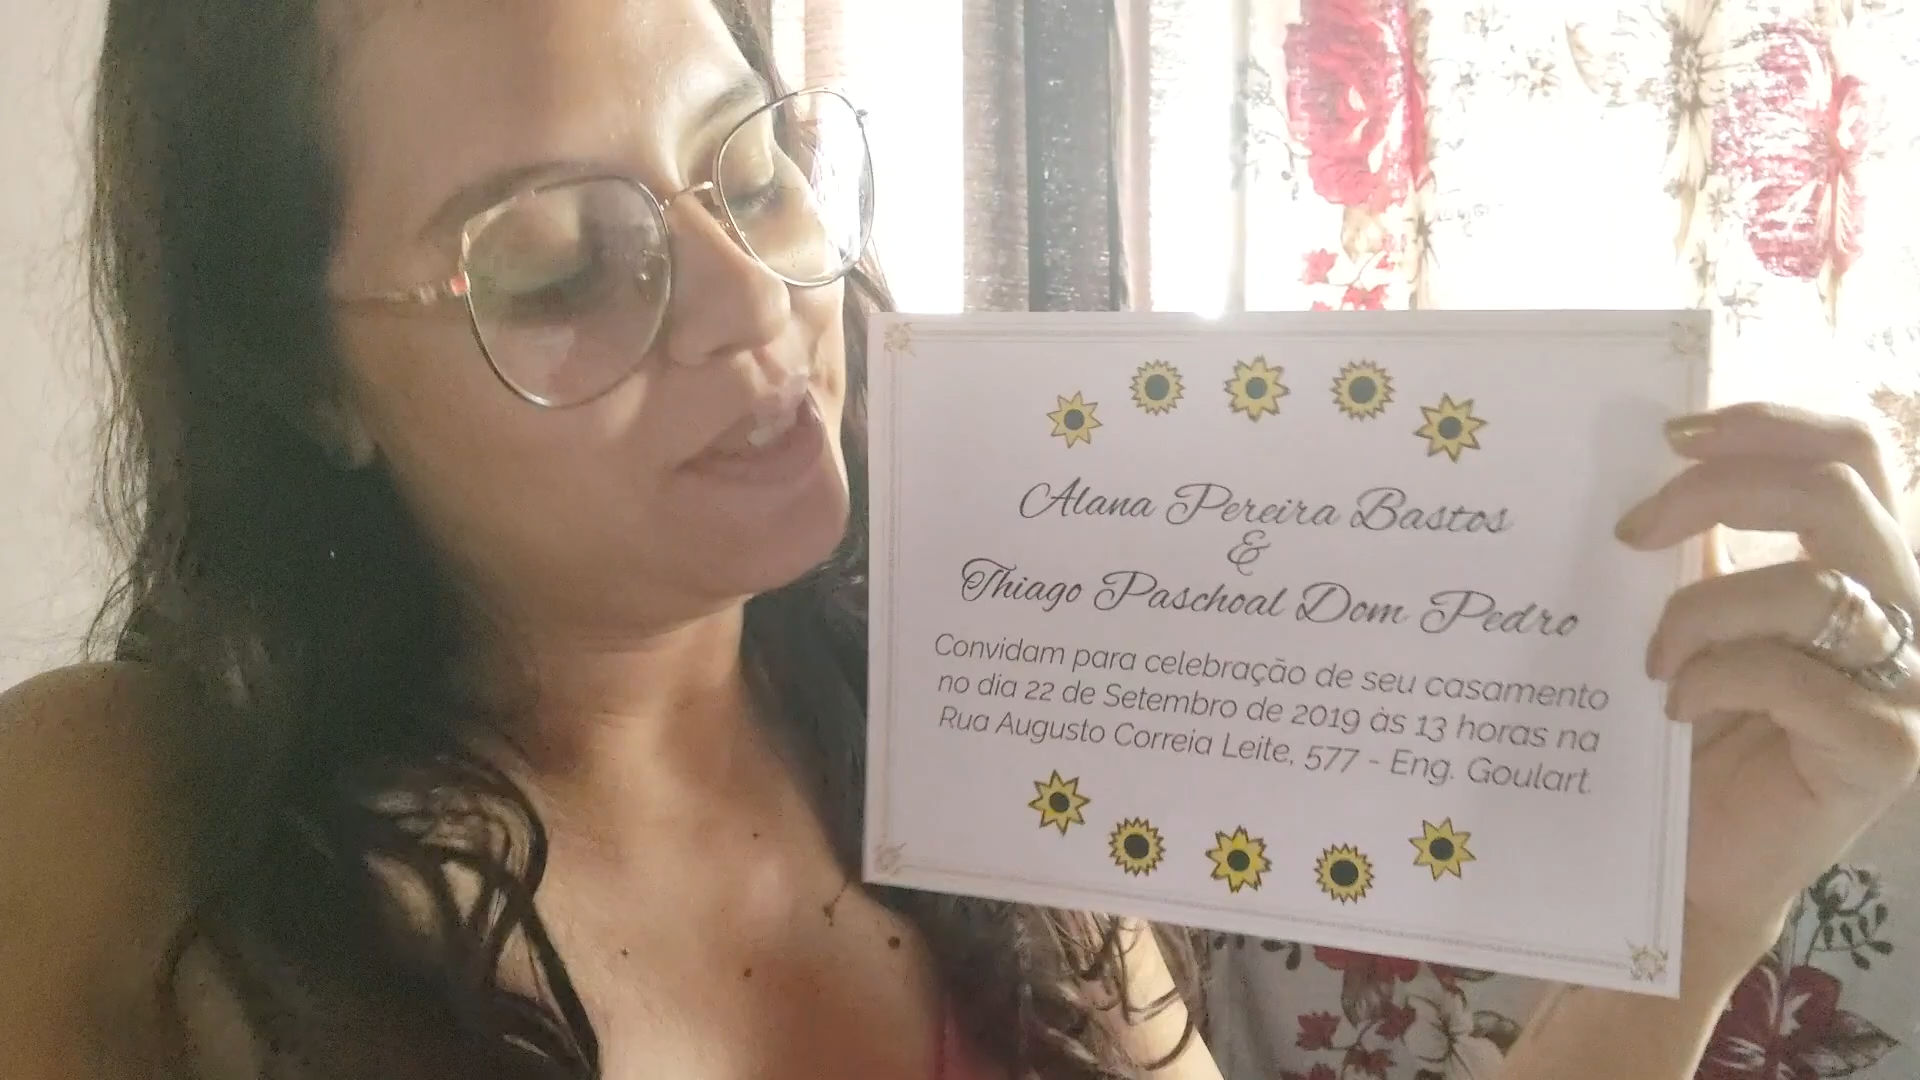 Alana Pereira Bastos
&
Thiago Paschoal Dom Pedro
Convidam para celebração de seu casamento
no dia 22 de Setembro de 2019 às 13 horas na
Rua Augusto Correia Leite, 577 - Eng. Goulart.